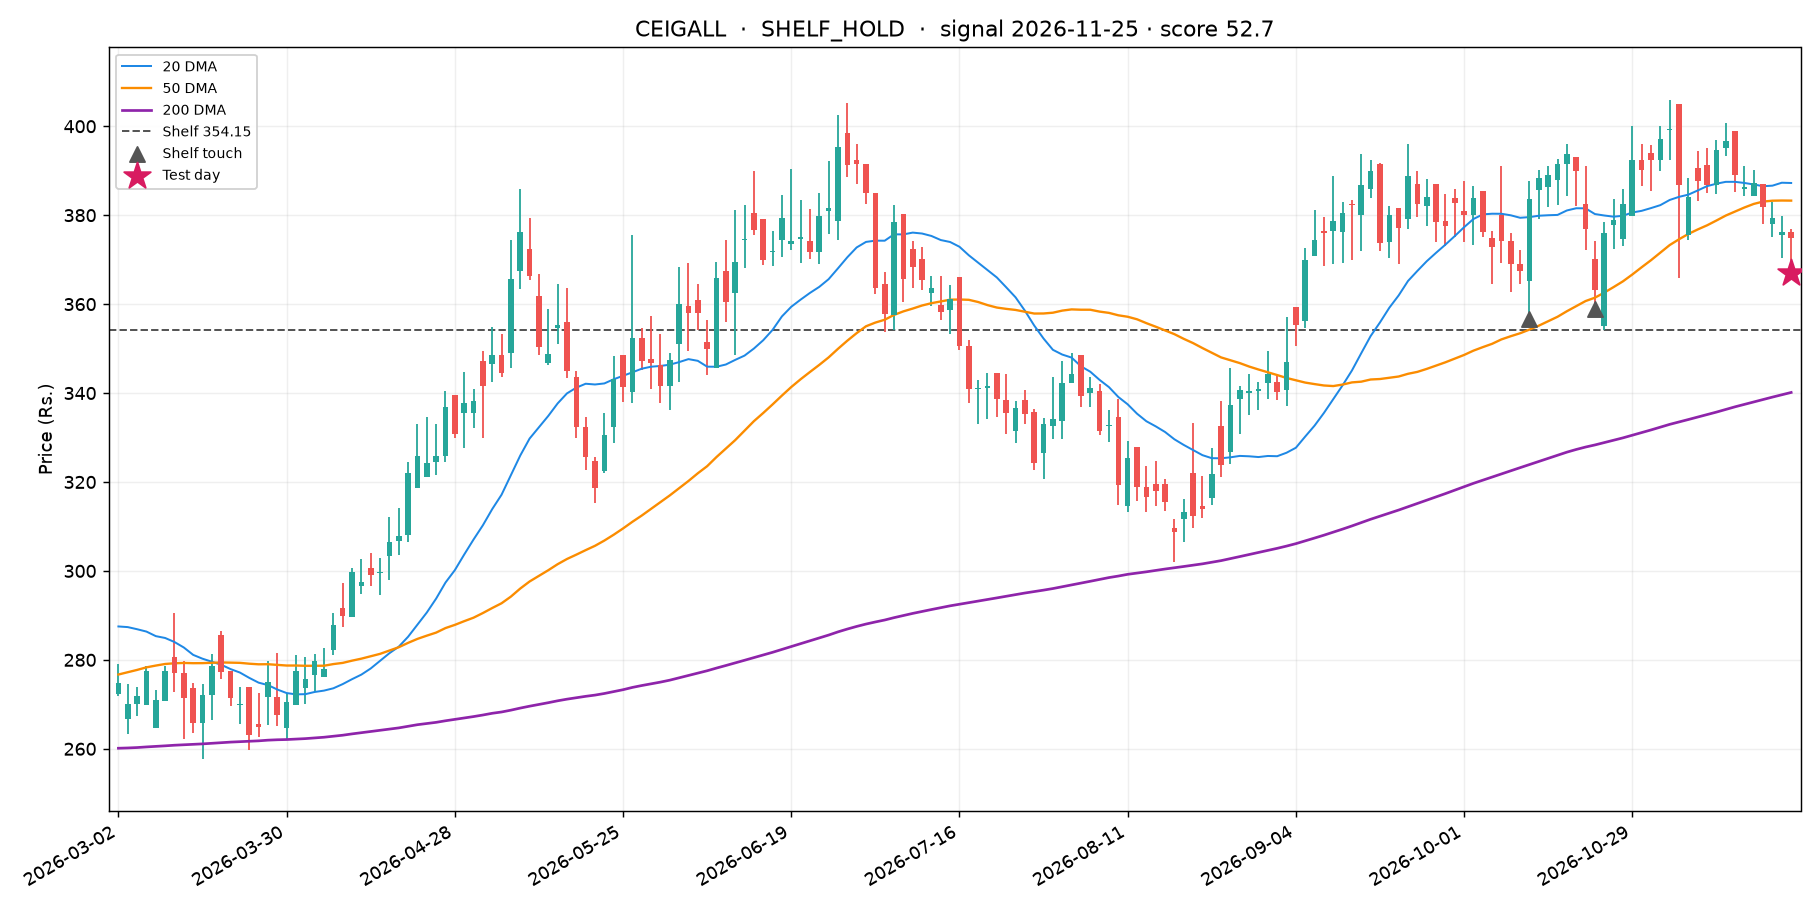 CEIGALL · SHELF_HOLD · signal 2026-11-25 · score 52.7
20 DMA
50 DMA
200 DMA
Shelf 354.15
Shelf touch
Test day
Price (Rs.)
400
380
360
340
320
300
280
260
2026-03-02
2026-03-30
2026-04-28
2026-05-25
2026-06-19
2026-07-16
2026-08-11
2026-09-04
2026-10-01
2026-10-29